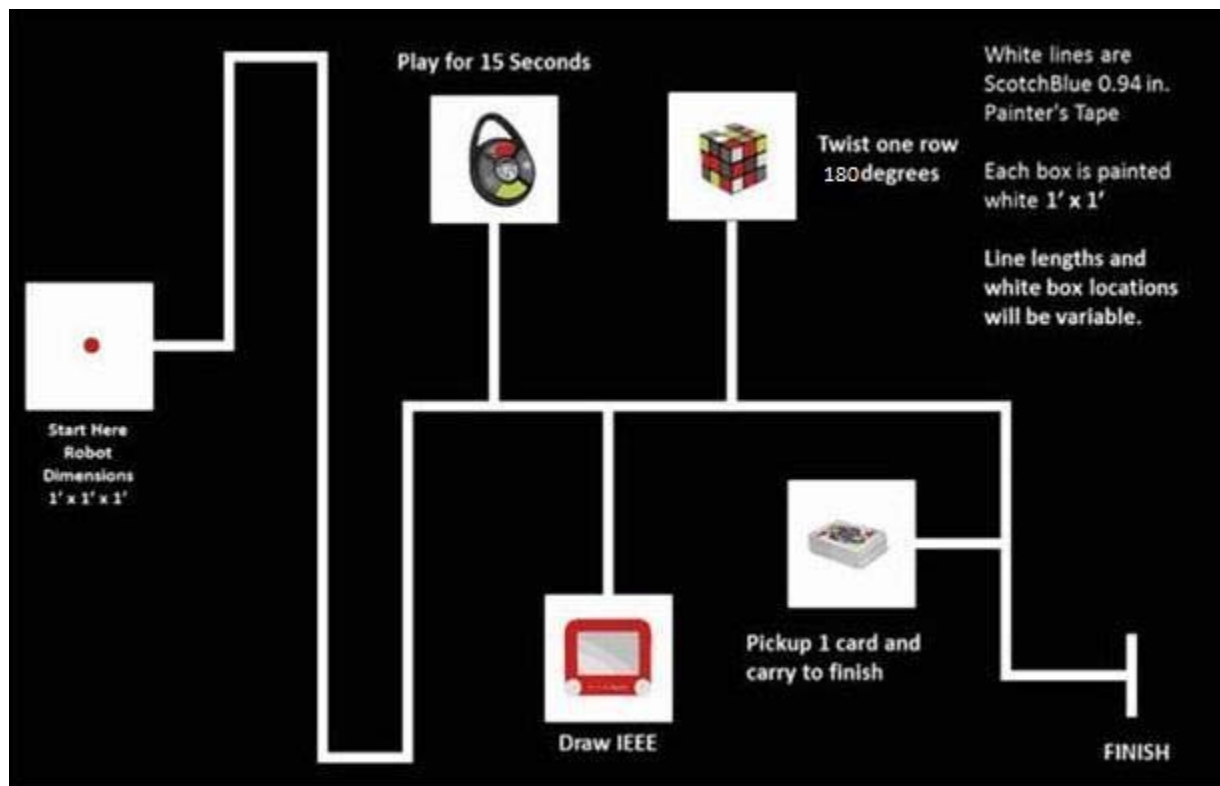 Play for 15 Seconds
Twist one row
180degrees
White lines are
ScotchBlue 0.94 in.
Painter's Tape
Each box is painted
white 1' x 1'
Line lengths and
white box locations
will be variable.
Start Here
Robot
Dimensions
1' x 1' x 1'
Draw IEEE
Pickup 1 card and
carry to finish
FINISH